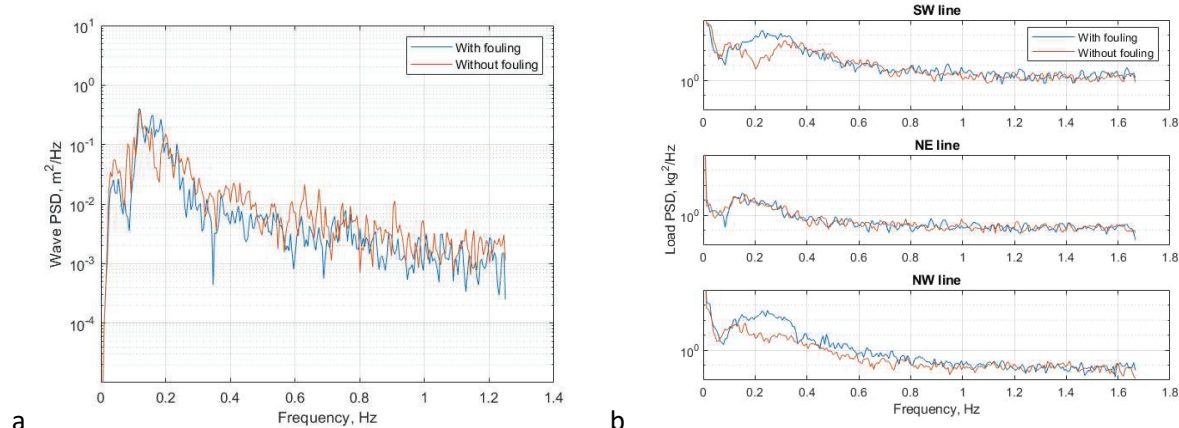 10^1
10^0
10^-1
10^-2
10^-3
10^-4
Wave PSD, m^2/Hz
With fouling
Without fouling
0 0.2 0.4 0.6 0.8 1 1.2 1.4
Frequency, Hz
a
SW line
With fouling
Without fouling
10^0
0 0.2 0.4 0.6 0.8 1 1.2 1.4 1.6
NE line
Load PSD, kg^2/Hz
10^0
0 0.2 0.4 0.6 0.8 1 1.2 1.4 1.6
NW line
10^0
0 0.2 0.4 0.6 0.8 1 1.2 1.4 1.6 1.8
Frequency, Hz
b